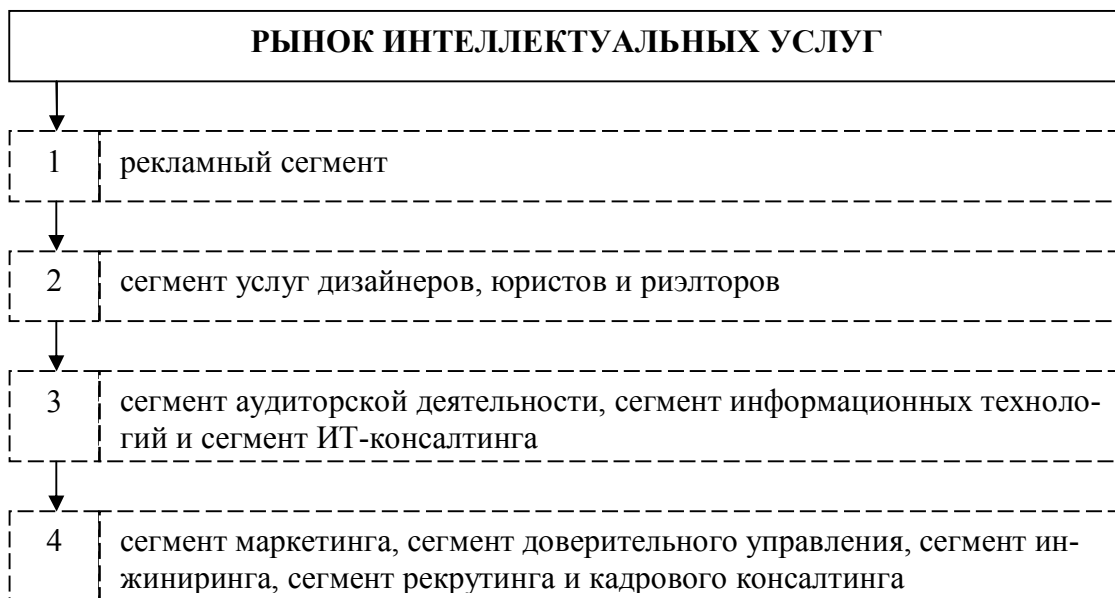 РЫНОК ИНТЕЛЛЕКТУАЛЬНЫХ УСЛУГ
1 рекламный сегмент
2 сегмент услуг дизайнеров, юристов и риэлторов
3 сегмент аудиторской деятельности, сегмент информационных техноло-
гий и сегмент ИТ-консалтинга
4 сегмент маркетинга, сегмент доверительного управления, сегмент ин-
жиниринга, сегмент рекрутинга и кадрового консалтинга